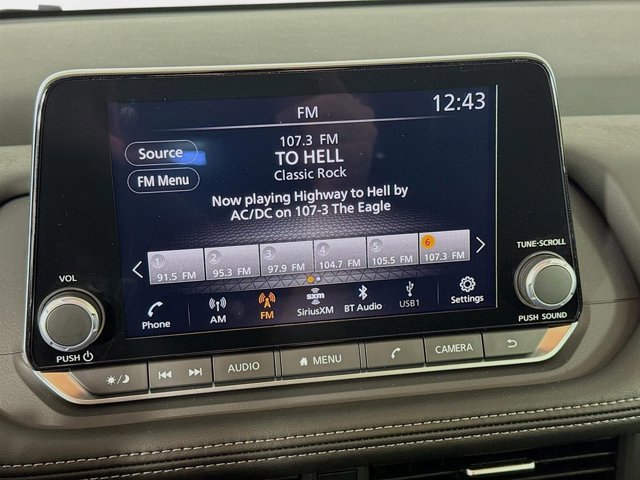 FM
12:43
107.3 FM
TO HELL
Classic Rock
Source
FM Menu
Now playing Highway to Hell by
AC/DC on 107-3 The Eagle
1 2 3 4 5 6
91.5 FM 95.3 FM 97.9 FM 104.7 FM 105.5 FM 107.3 FM
Phone AM FM SXM SiriusXM BT Audio USB1 Settings
VOL
PUSH
TUNE-SCROLL
PUSH SOUND
AUDIO MENU CAMERA